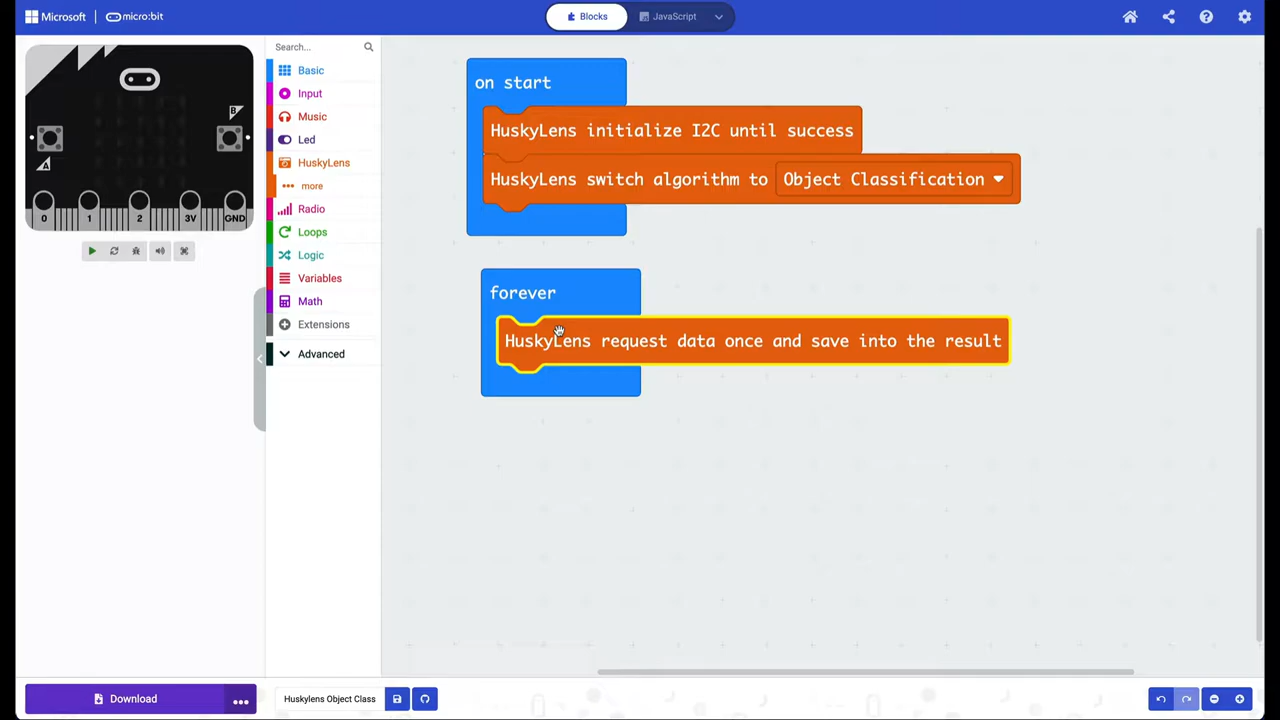 Microsoft | micro:bit
Blocks
JavaScript
Search...
Basic
Input
Music
Led
HuskyLens
more
Radio
Loops
Logic
Variables
Math
Extensions
Advanced
A
B
0 1 2 3V GND
on start
HuskyLens initialize I2C until success
HuskyLens switch algorithm to Object Classification
forever
HuskyLens request data once and save into the result
Download
Huskylens Object Class